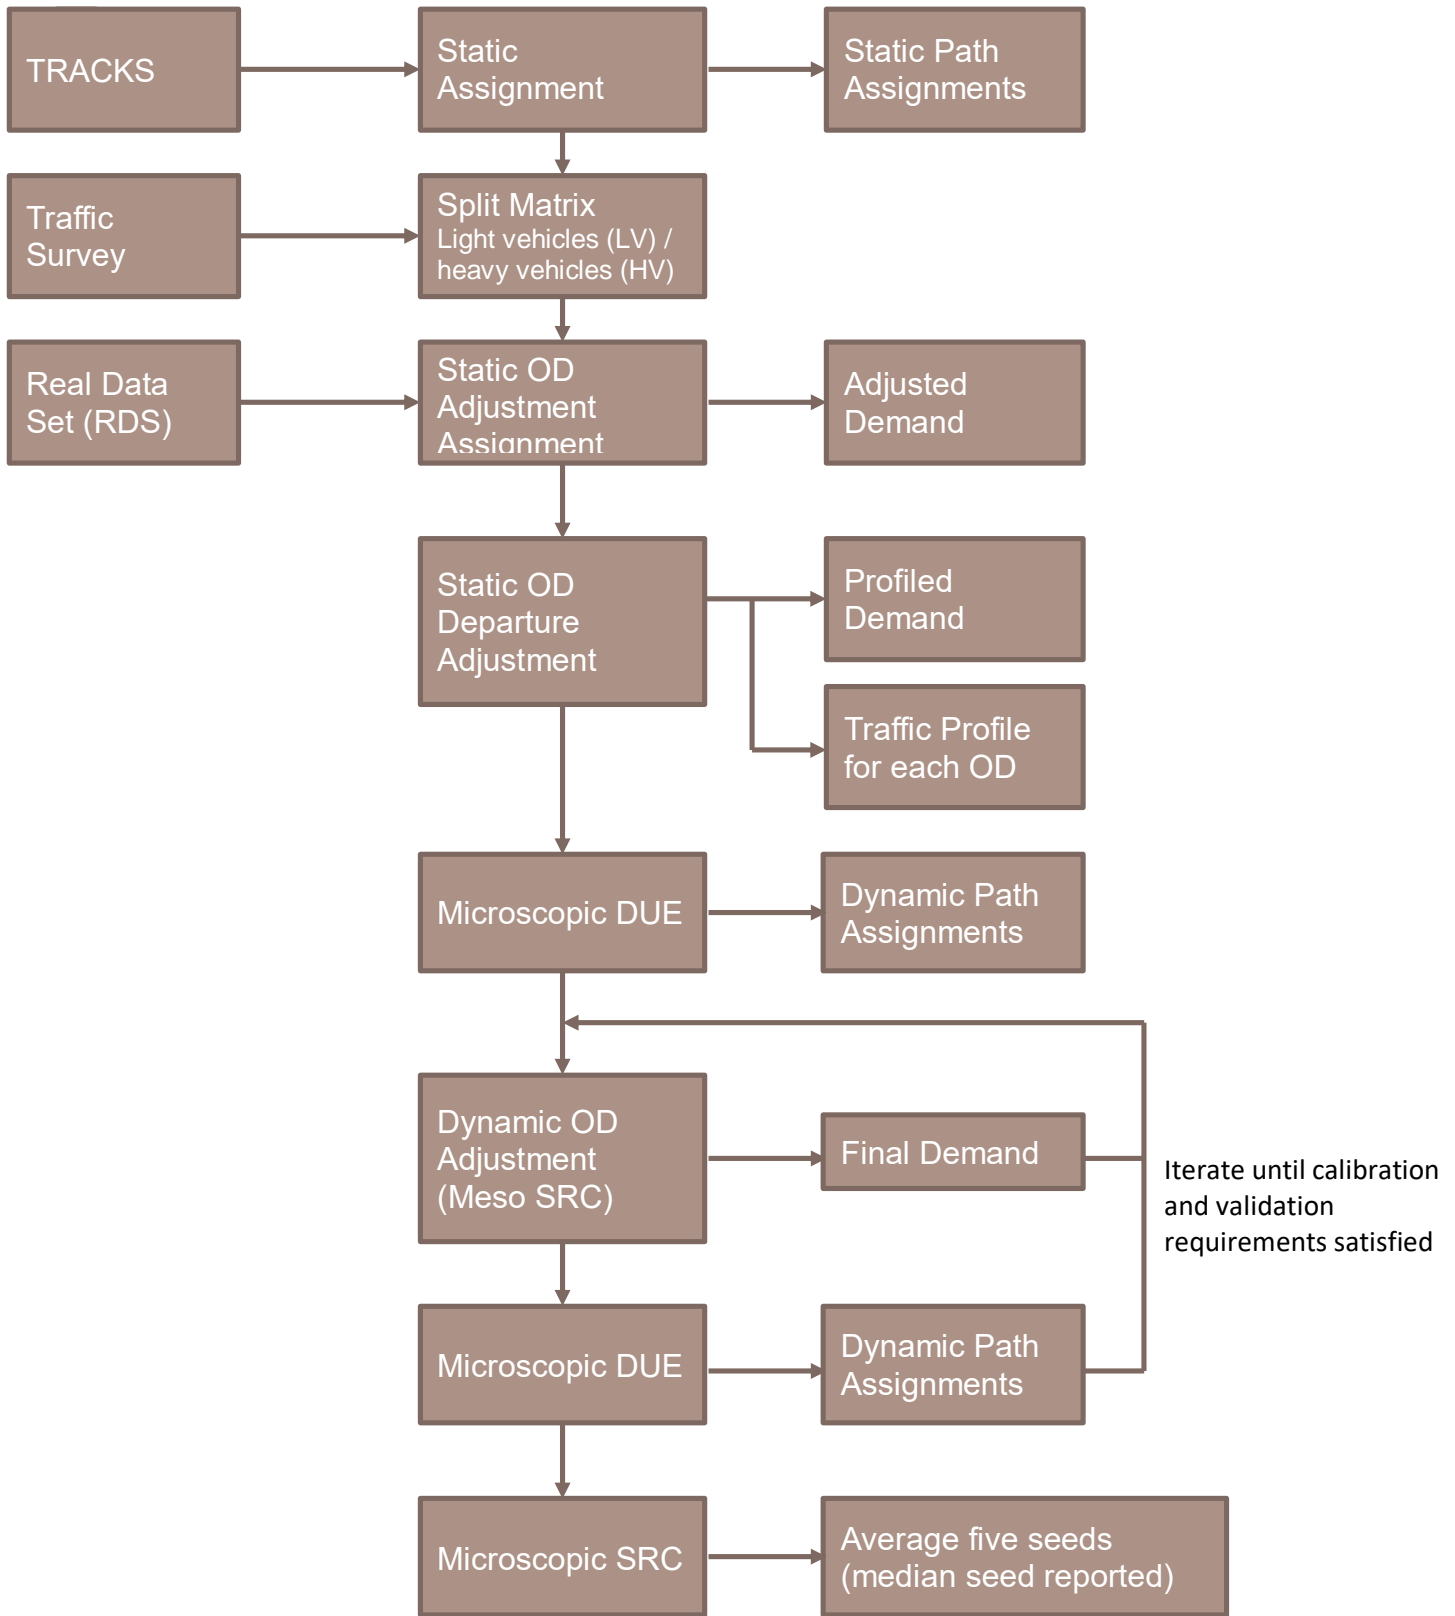 TRACKS
Static
Assignment
Static Path
Assignments
Traffic
Survey
Split Matrix
Light vehicles (LV) /
heavy vehicles (HV)
Real Data
Set (RDS)
Static OD
Adjustment
Assignment
Adjusted
Demand
Static OD
Departure
Adjustment
Profiled
Demand
Traffic Profile
for each OD
Microscopic DUE
Dynamic Path
Assignments
Dynamic OD
Adjustment
(Meso SRC)
Final Demand
Iterate until calibration
and validation
requirements satisfied
Microscopic DUE
Dynamic Path
Assignments
Microscopic SRC
Average five seeds
(median seed reported)